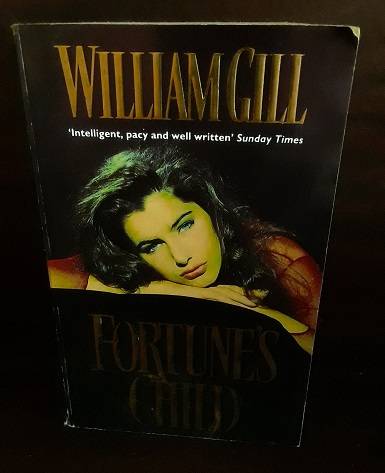 WILLIAM GILL
'Intelligent, pacy and well written' Sunday Times
FORTUNE'S
CHILD